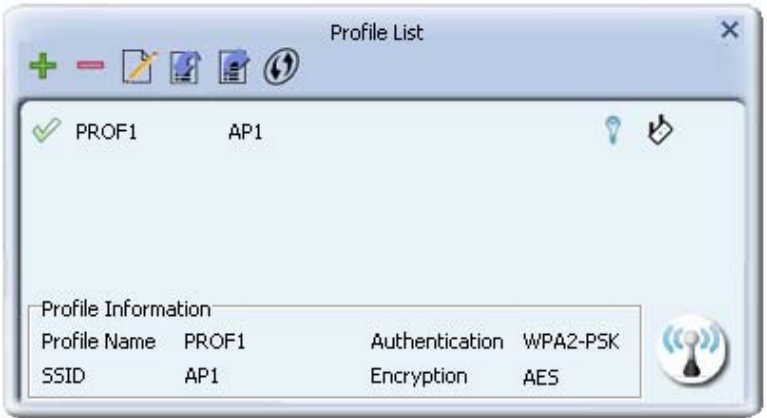 Profile List
PROF1 AP1
Profile Information
Profile Name PROF1 Authentication WPA2-PSK
SSID AP1 Encryption AES